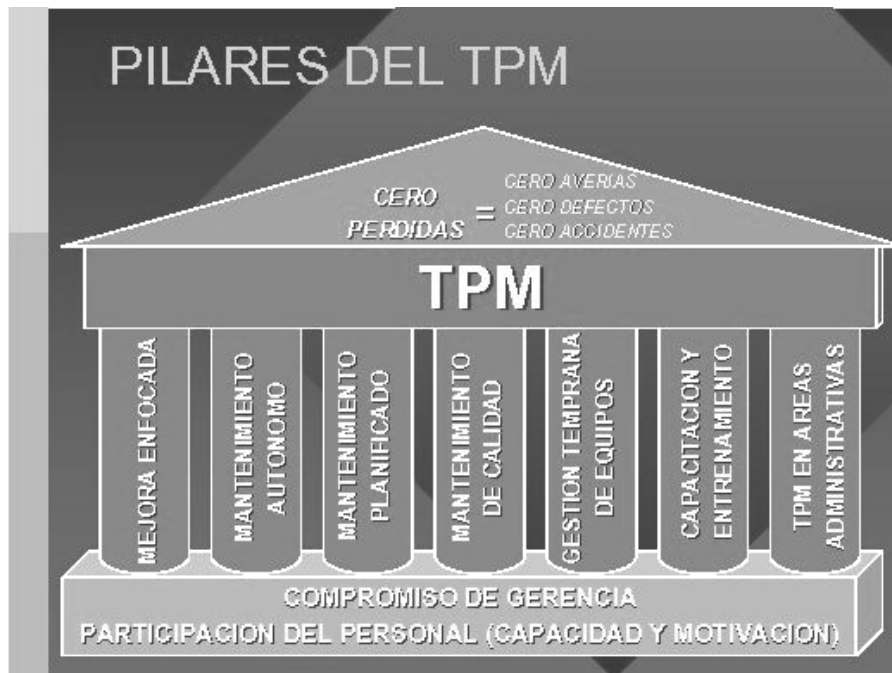 PILARES DEL TPM
CERO
PERDIDAS
=
CERO AVERIAS
CERO DEFECTOS
CERO ACCIDENTES
TPM
MEJORA ENFOCADA
MANTENIMIENTO
AUTONOMO
MANTENIMIENTO
PLANIFICADO
MANTENIMIENTO
DE CALIDAD
GESTION TEMPRANA
DE EQUIPOS
CAPACITACION Y
ENTRENAMIENTO
TPM EN AREAS
ADMINISTRATIVAS
COMPROMISO DE GERENCIA
PARTICIPACION DEL PERSONAL (CAPACIDAD Y MOTIVACION)